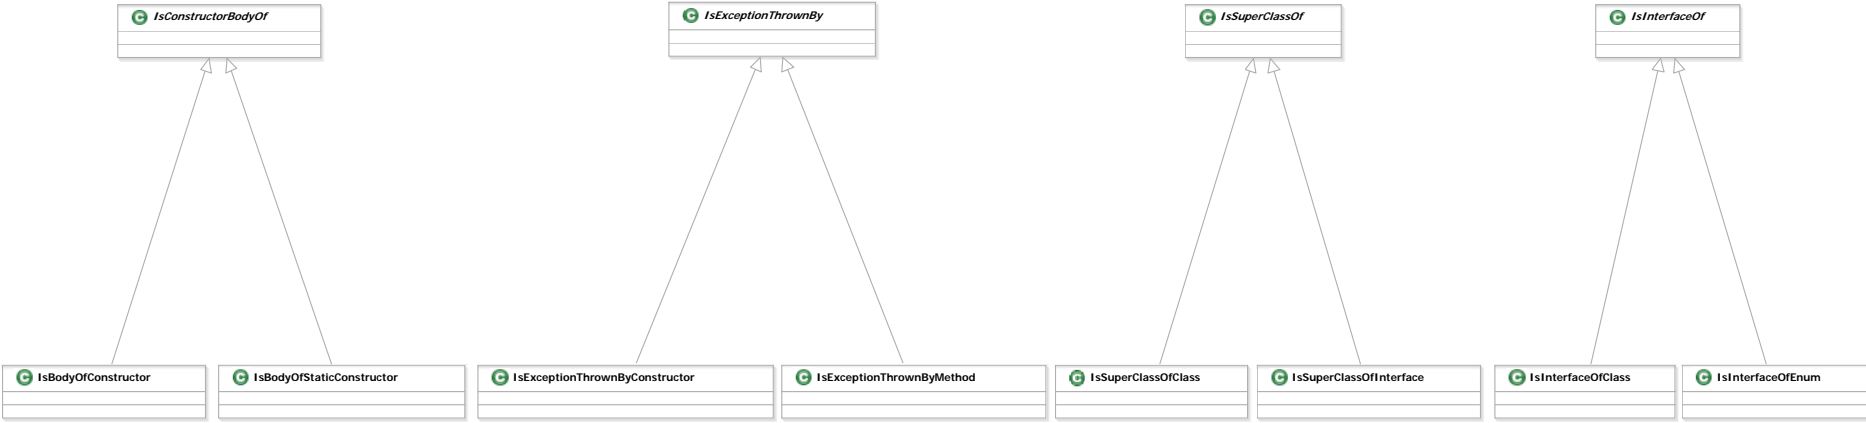 C IsConstructorBodyOf
C IsExceptionThrownBy
C IsSuperClassOf
C IsInterfaceOf
C IsBodyOfConstructor
C IsBodyOfStaticConstructor
C IsExceptionThrownByConstructor
C IsExceptionThrownByMethod
C IsSuperClassOfClass
C IsSuperClassOfInterface
C IsInterfaceOfClass
C IsInterfaceOfEnum